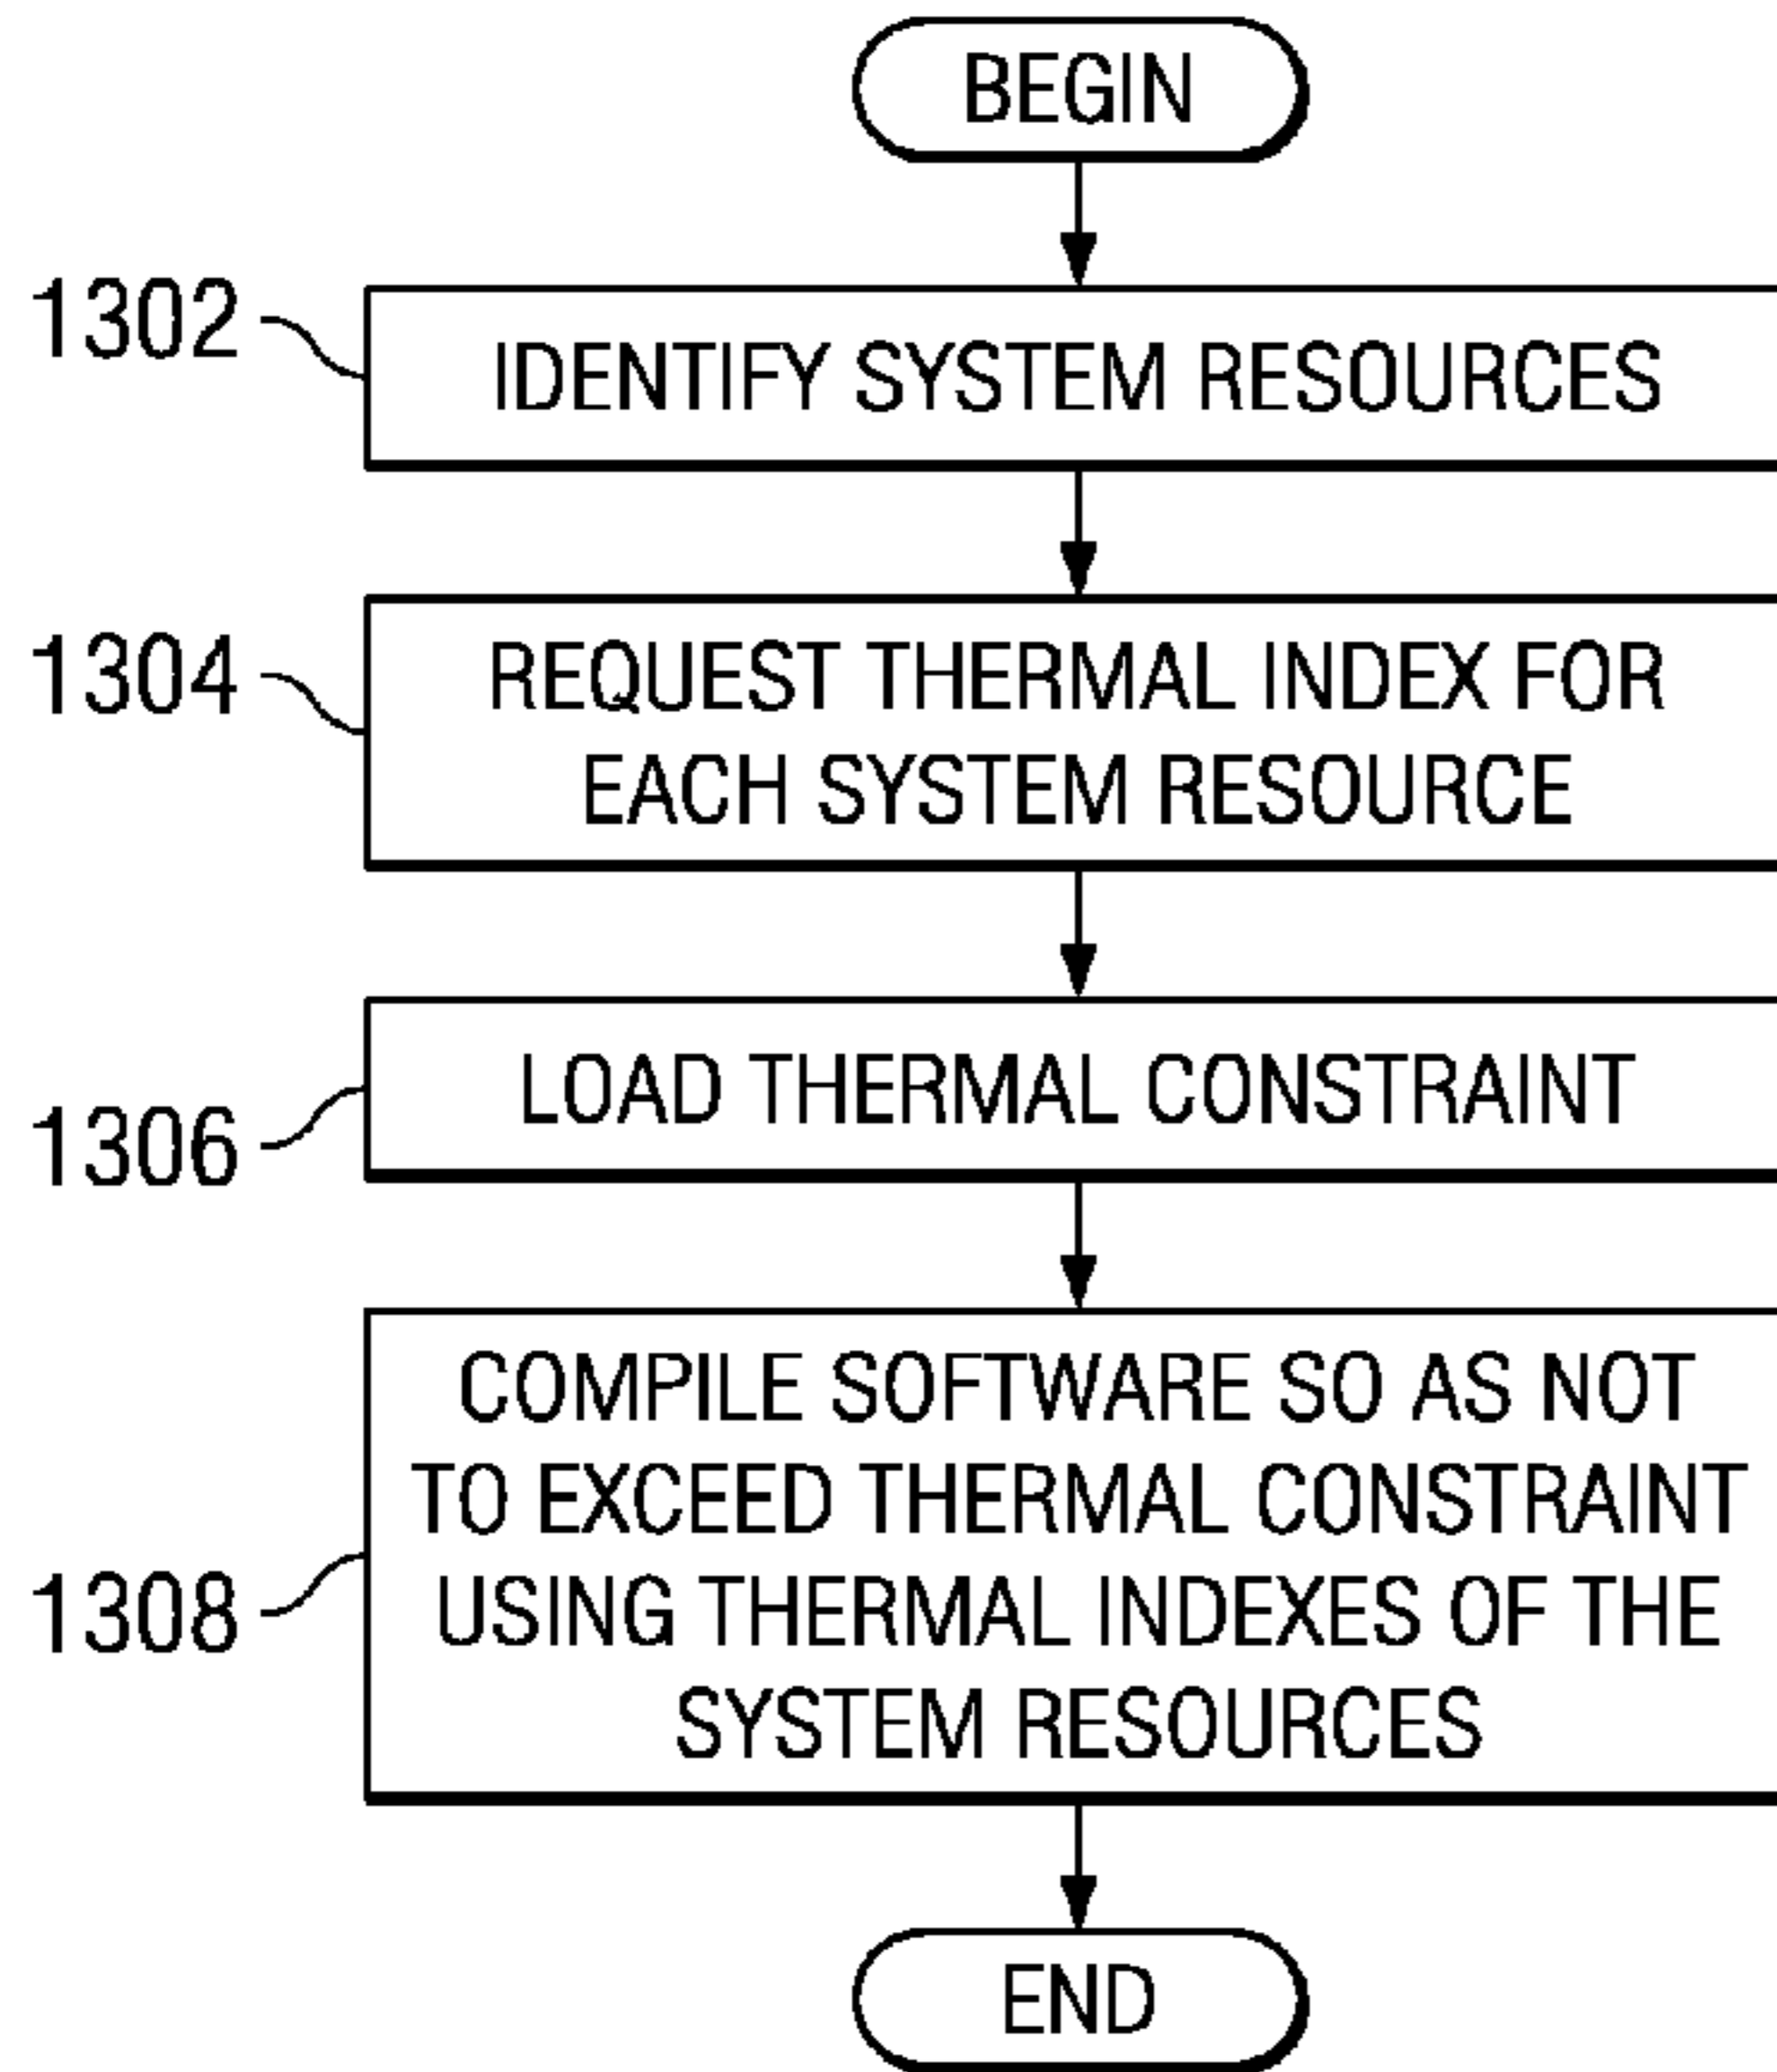 BEGIN
1302
IDENTIFY SYSTEM RESOURCES
1304
REQUEST THERMAL INDEX FOR
EACH SYSTEM RESOURCE
1306
LOAD THERMAL CONSTRAINT
1308
COMPILE SOFTWARE SO AS NOT
TO EXCEED THERMAL CONSTRAINT
USING THERMAL INDEXES OF THE
SYSTEM RESOURCES
END